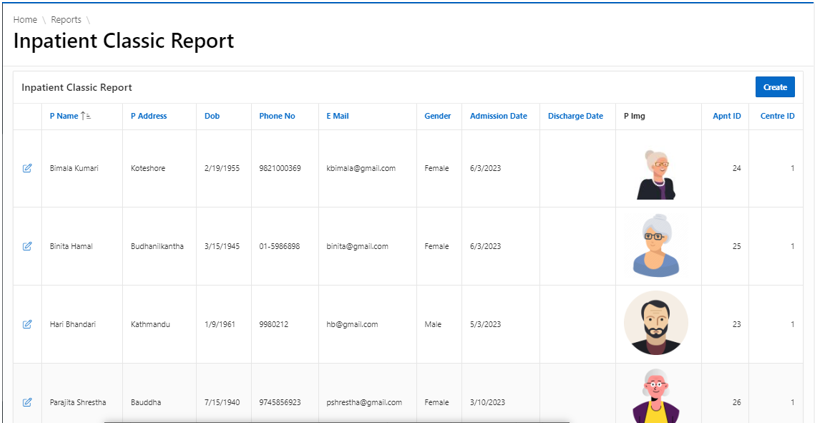 Home \ Reports \
Inpatient Classic Report
Inpatient Classic Report Create
P Name P Address Dob Phone No E Mail Gender Admission Date Discharge Date P Img Apnt ID Centre ID
Bimala Kumari Koteshore 2/19/1955 9821000369 kbimala@gmail.com Female 6/3/2023 24 1
Binita Hamal Budhanilkantha 3/15/1945 01-5986898 binita@gmail.com Female 6/3/2023 25 1
Hari Bhandari Kathmandu 1/9/1961 9980212 hb@gmail.com Male 5/3/2023 23 1
Parajita Shrestha Bauddha 7/15/1940 9745856923 pshrestha@gmail.com Female 3/10/2023 26 1